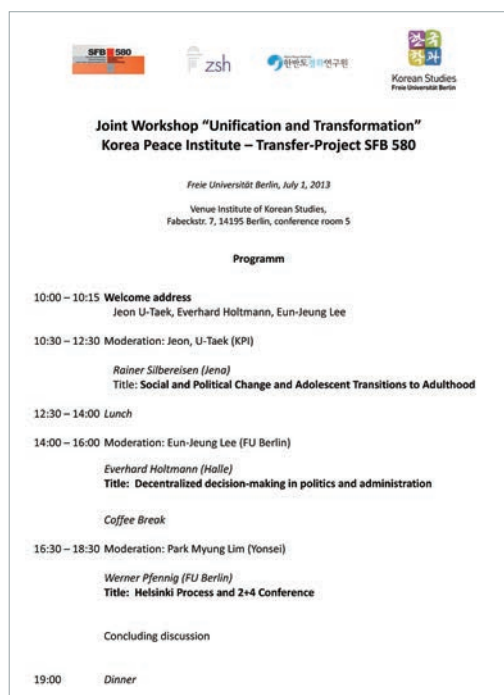 SFB 580
zsh
한반도평화연구원
한국학과
Korean Studies
Freie Universität Berlin
Joint Workshop “Unification and Transformation”
Korea Peace Institute – Transfer-Project SFB 580
Freie Universität Berlin, July 1, 2013
Venue Institute of Korean Studies,
Fabeckstr. 7, 14195 Berlin, conference room 5
Programm
10:00 – 10:15 Welcome address
Jeon U-Taek, Everhard Holtmann, Eun-Jeung Lee
10:30 – 12:30 Moderation: Jeon, U-Taek (KPI)
Rainer Silbereisen (Jena)
Title: Social and Political Change and Adolescent Transitions to Adulthood
12:30 – 14:00 Lunch
14:00 – 16:00 Moderation: Eun-Jeung Lee (FU Berlin)
Everhard Holtmann (Halle)
Title: Decentralized decision-making in politics and administration
Coffee Break
16:30 – 18:30 Moderation: Park Myung Lim (Yonsei)
Werner Pfennig (FU Berlin)
Title: Helsinki Process and 2+4 Conference
Concluding discussion
19:00 Dinner